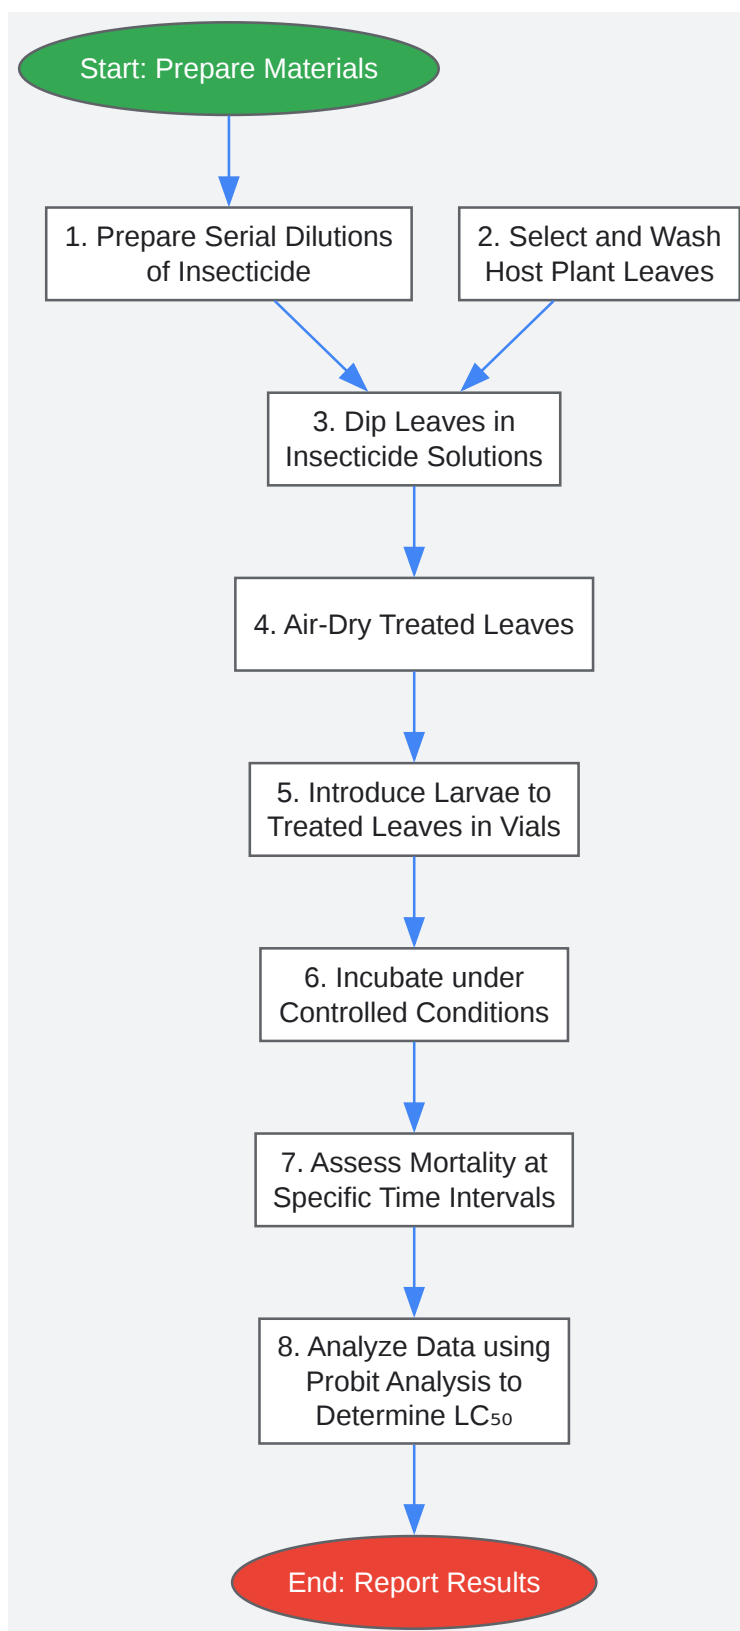 Start: Prepare Materials
1. Prepare Serial Dilutions
of Insecticide
2. Select and Wash
Host Plant Leaves
3. Dip Leaves in
Insecticide Solutions
4. Air-Dry Treated Leaves
5. Introduce Larvae to
Treated Leaves in Vials
6. Incubate under
Controlled Conditions
7. Assess Mortality at
Specific Time Intervals
8. Analyze Data using
Probit Analysis to
Determine LC₅₀
End: Report Results